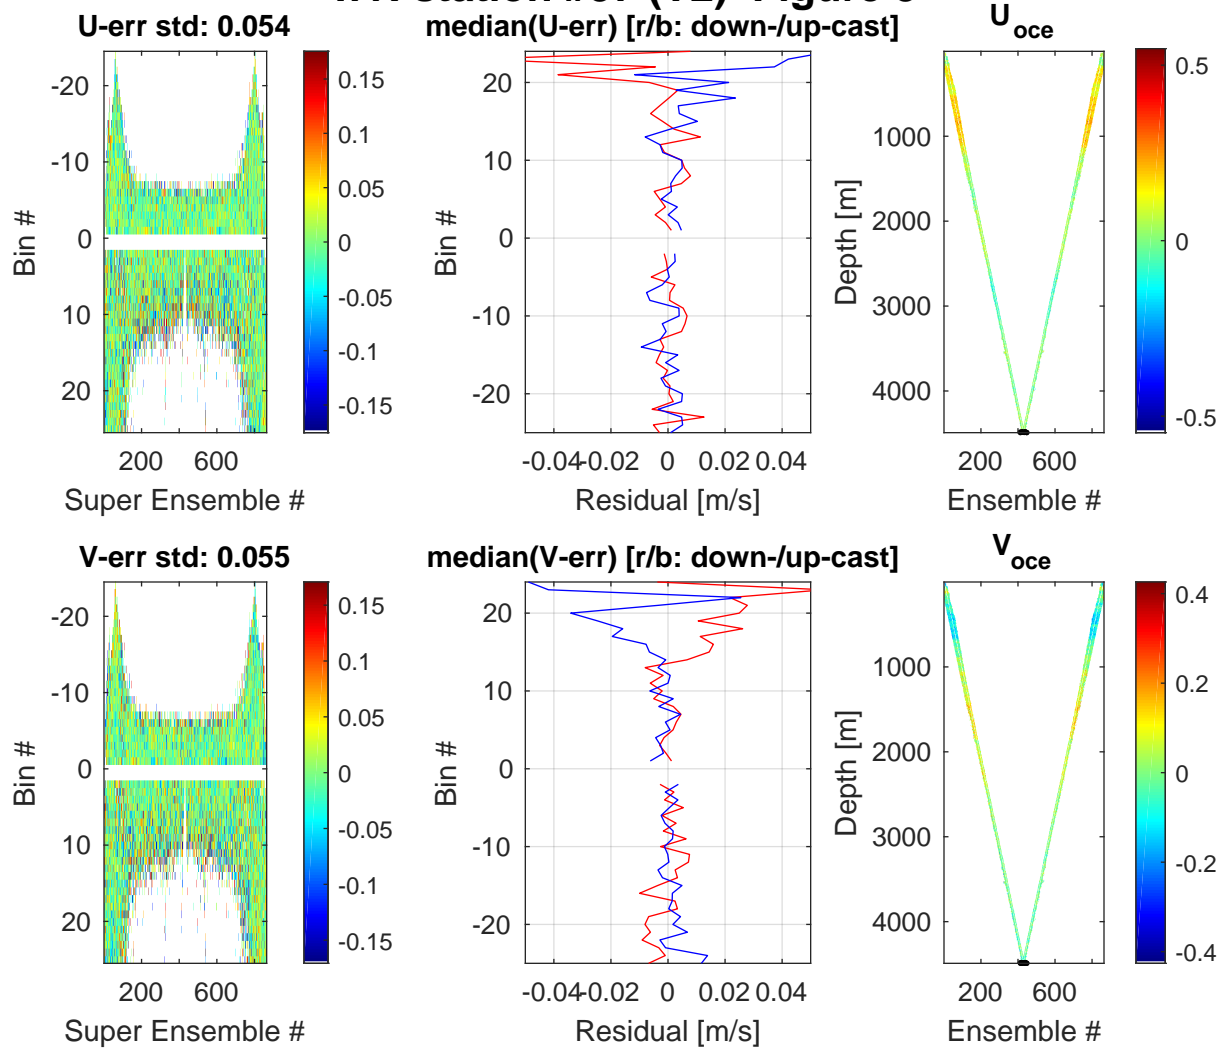 U-err std: 0.054
median(U-err) [r/b: down-/up-cast]
U_oce
-20
-10
0
10
20
Bin #
200 600
Super Ensemble #
0.15
0.1
0.05
0
-0.05
-0.1
-0.15
20
10
0
-10
-20
Bin #
-0.04 -0.02 0 0.02 0.04
Residual [m/s]
1000
2000
3000
4000
Depth [m]
200 600
Ensemble #
0.5
0
-0.5
V-err std: 0.055
median(V-err) [r/b: down-/up-cast]
V_oce
-20
-10
0
10
20
Bin #
200 600
Super Ensemble #
0.15
0.1
0.05
0
-0.05
-0.1
-0.15
20
10
0
-10
-20
Bin #
-0.04 -0.02 0 0.02 0.04
Residual [m/s]
1000
2000
3000
4000
Depth [m]
200 600
Ensemble #
0.4
0.2
0
-0.2
-0.4